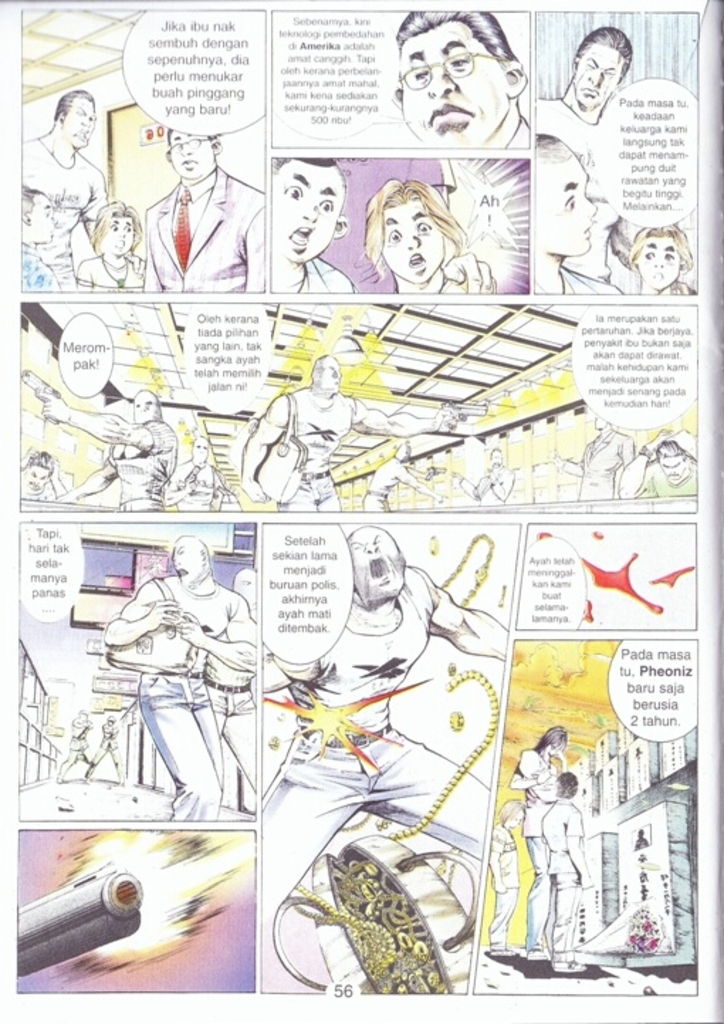 Jika ibu nak
sembuh dengan
sepenuhnya, dia
perlu menukar
buah pinggang
yang baru!
Sebenarnya, kini
teknologi pembedahan
di Amerika adalah
amat canggih. Tapi
oleh kerana perbelan-
jaannya amat mahal,
kami kena sediakan
sekurang-kurangnya
500 ribu!
Ah
!
Pada masa tu,
keadaan
keluarga kami
tak
dapat menam-
pung duit
rawatan yang
begitu tinggi.
Melainkan....
Merom-
pak!
Oleh kerana
tiada pilihan
yang lain, tak
sangka ayah
telah memilih
jalan ni!
Ia merupakan satu
pertaruhan. Jika berjaya,
penyakit ibu bukan saja
akan dapat dirawat.
malah kehidupan kami
sekeluarga akan
menjadi senang pada
kemudian hari!
Tapi,
hari tak
sela-
manya
panas
....
Setelah
sekian lama
menjadi
buruan polis,
akhirnya
ayah mati
ditembak.
Ayah telah
meninggal-
kan kami
buat
selama-
lamanya.
Pada masa
tu, Pheoniz
baru saja
berusia
2 tahun.
56